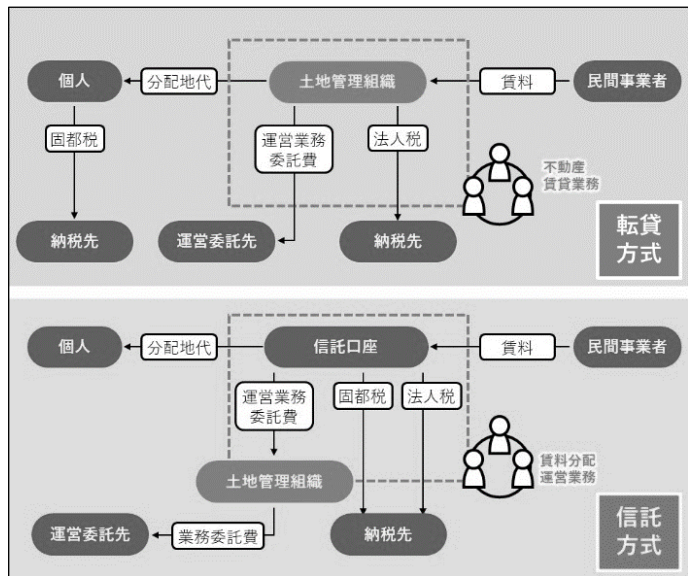 個人
分配地代
土地管理組織
賃料
民間事業者
固都税
運営業務
委託費
法人税
不動産
賃貸業務
納税先
運営委託先
納税先
転貸
方式
個人
分配地代
信託口座
賃料
民間事業者
運営業務
委託費
固都税
法人税
賃料分配
運営業務
土地管理組織
運営委託先
業務委託費
納税先
信託
方式